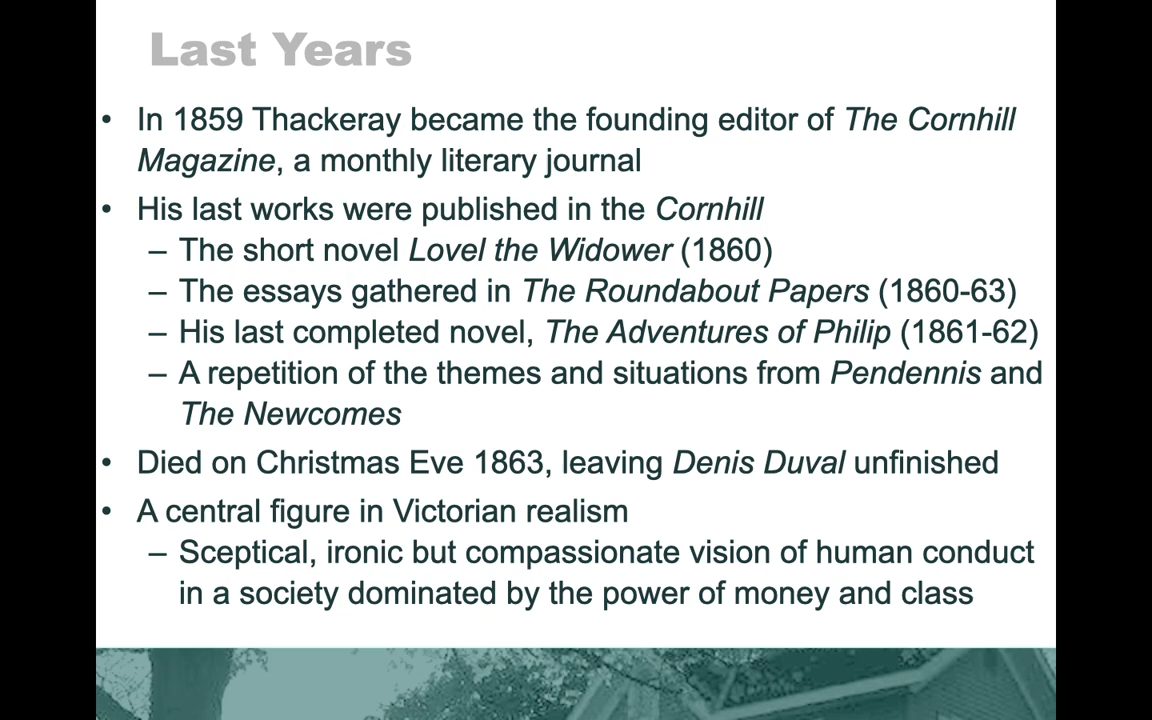 Last Years
• In 1859 Thackeray became the founding editor of The Cornhill
Magazine, a monthly literary journal
• His last works were published in the Cornhill
– The short novel Lovel the Widower (1860)
– The essays gathered in The Roundabout Papers (1860-63)
– His last completed novel, The Adventures of Philip (1861-62)
– A repetition of the themes and situations from Pendennis and
The Newcomes
• Died on Christmas Eve 1863, leaving Denis Duval unfinished
• A central figure in Victorian realism
– Sceptical, ironic but compassionate vision of human conduct
in a society dominated by the power of money and class